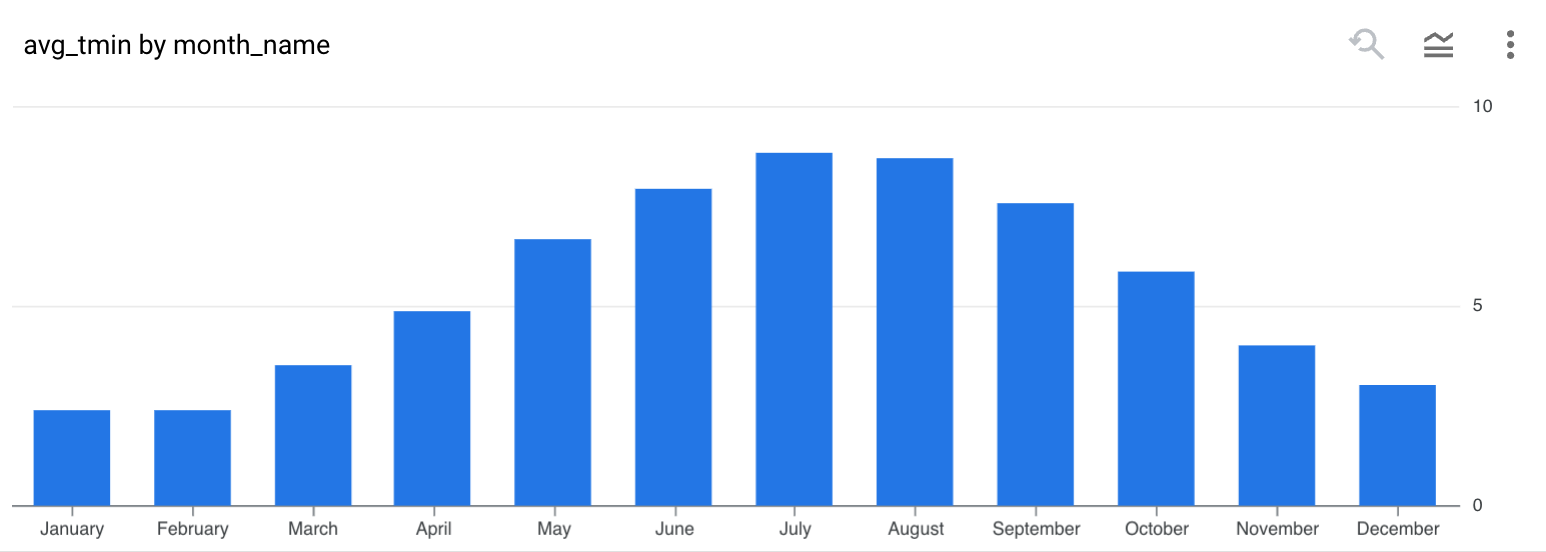 avg_tmin by month_name
10
5
0
January February March April May June July August September October November December